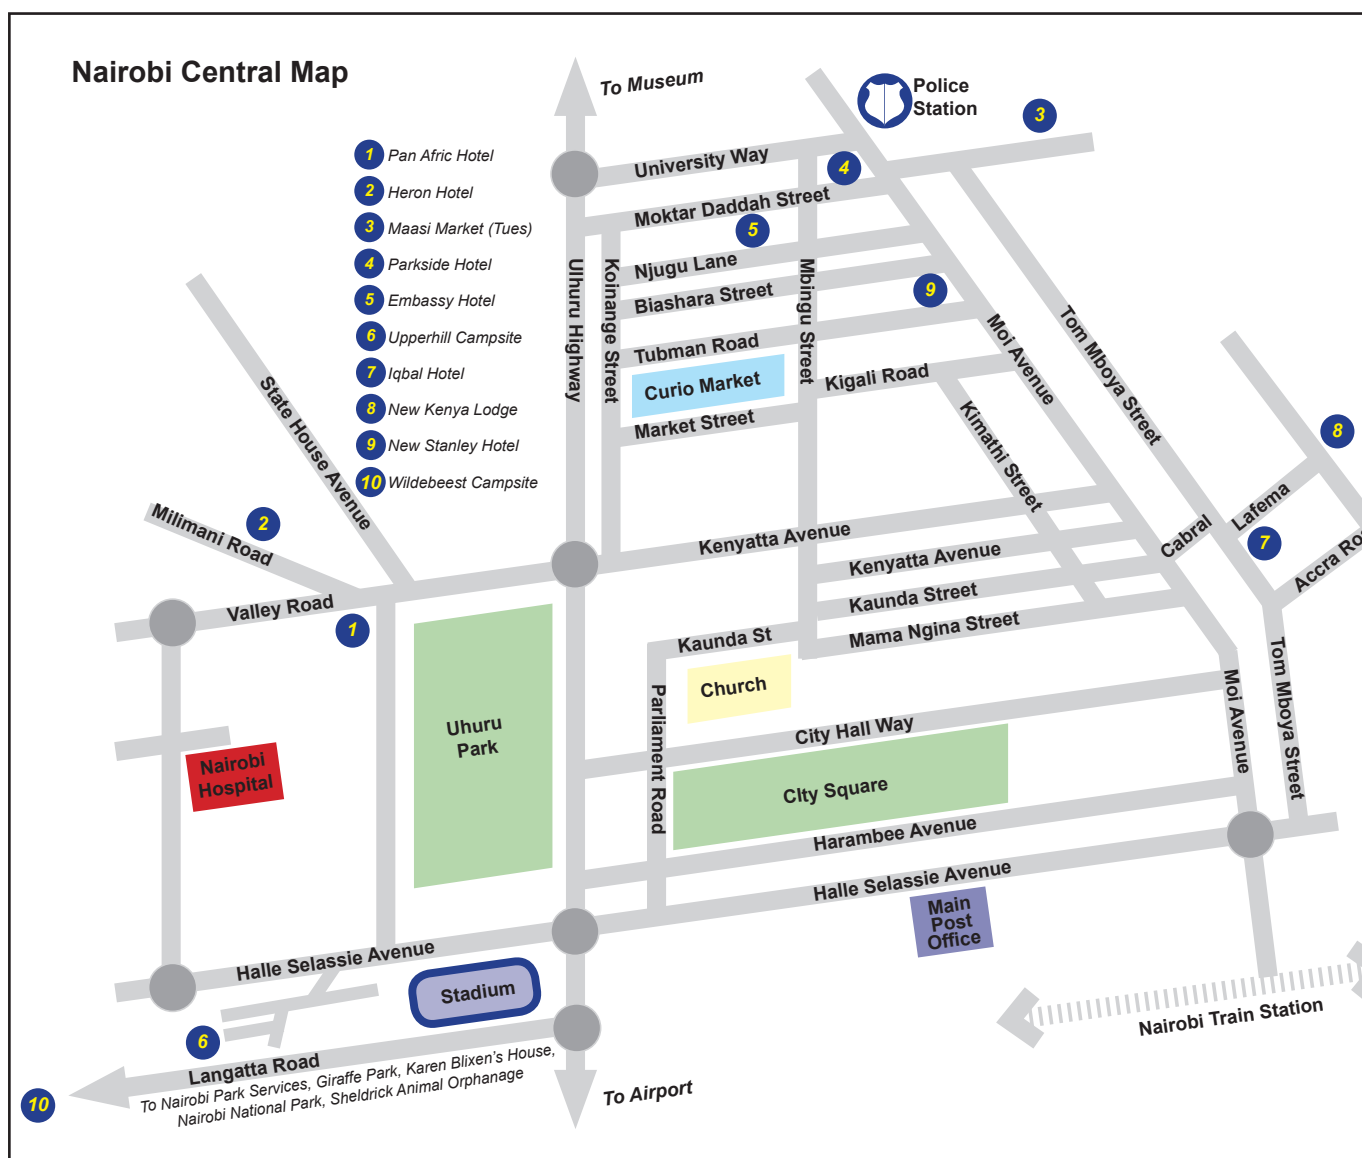 Nairobi Central Map
To Museum
Police
Station
3
1 Pan Afric Hotel
2 Heron Hotel
3 Maasi Market (Tues)
4 Parkside Hotel
5 Embassy Hotel
6 Upperhill Campsite
7 Iqbal Hotel
8 New Kenya Lodge
9 New Stanley Hotel
10 Wildebeest Campsite
University Way
4
Moktar Daddah Street
5
Njugu Lane
Biashara Street
9
Tubman Road
Curio Market
Kigali Road
Market Street
Ulhuru Highway
Koinange Street
Mbingu Street
Moi Avenue
Tom Mboya Street
Kimathi Street
8
Lafema
Cabral
7
Accra Ro
State House Avenue
Milimani Road
2
Valley Road
1
Kenyatta Avenue
Kenyatta Avenue
Kaunda Street
Kaunda St
Mama Ngina Street
Church
Parliament Road
Uhuru
Park
City Hall Way
CIty Square
Moi Avenue
Tom Mboya Street
Nairobi
Hospital
Harambee Avenue
Halle Selassie Avenue
Main
Post
Office
Halle Selassie Avenue
Stadium
6
Langatta Road
To Nairobi Park Services, Giraffe Park, Karen Blixen's House,
Nairobi National Park, Sheldrick Animal Orphanage
10
To Airport
Nairobi Train Station